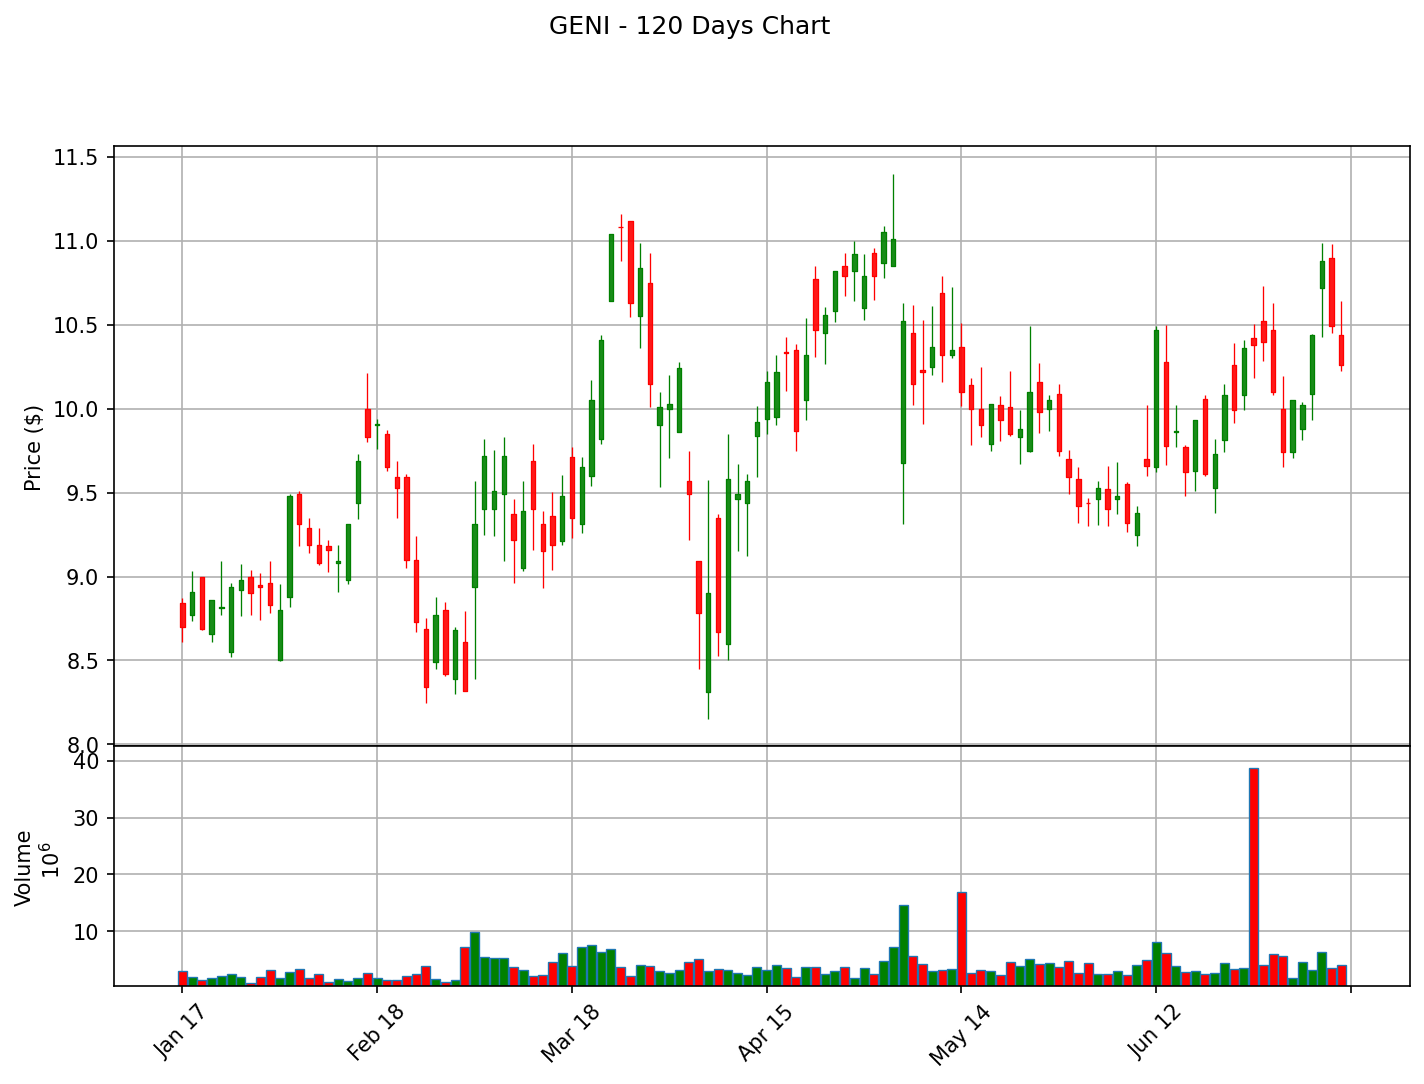 GENI - 120 Days Chart
11.5
11.0
10.5
10.0
9.5
9.0
8.5
8.0
Price ($)
40
30
20
10
Volume
10^6
Jan 17
Feb 18
Mar 18
Apr 15
May 14
Jun 12